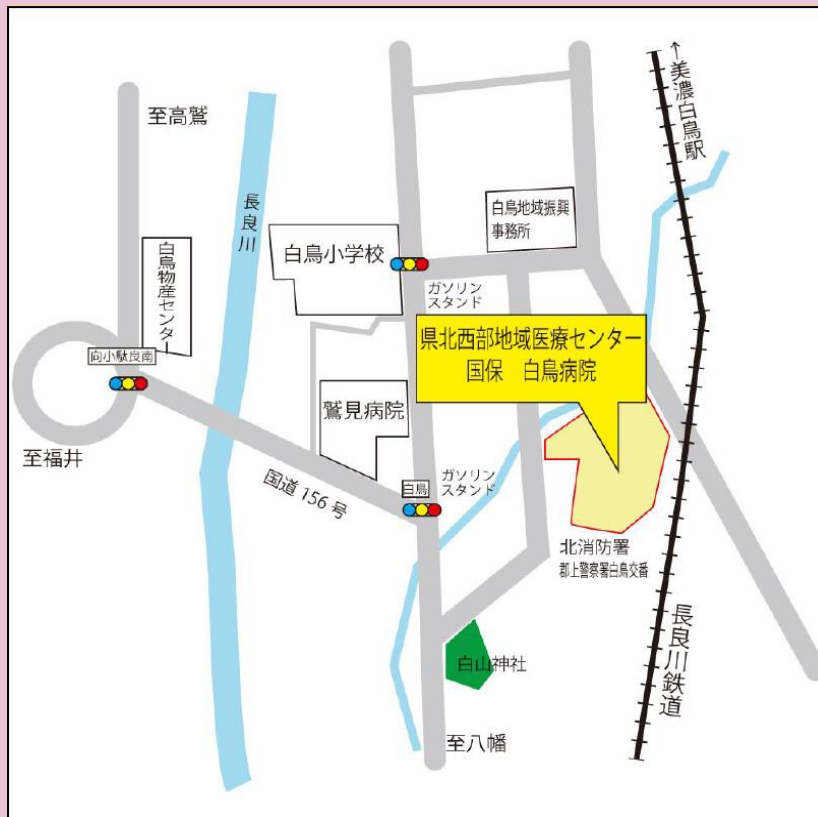 至高鷲
←美濃白鳥駅
長良川
白鳥地域振興
事務所
白鳥小学校
白鳥物産センター
ガソリン
スタンド
県北西部地域医療センター
国保 白鳥病院
向小駄良南
鷲見病院
至福井
国道156号
白鳥
ガソリン
スタンド
北消防署
郡上警察署白鳥交番
長良川鉄道
白山神社
至八幡